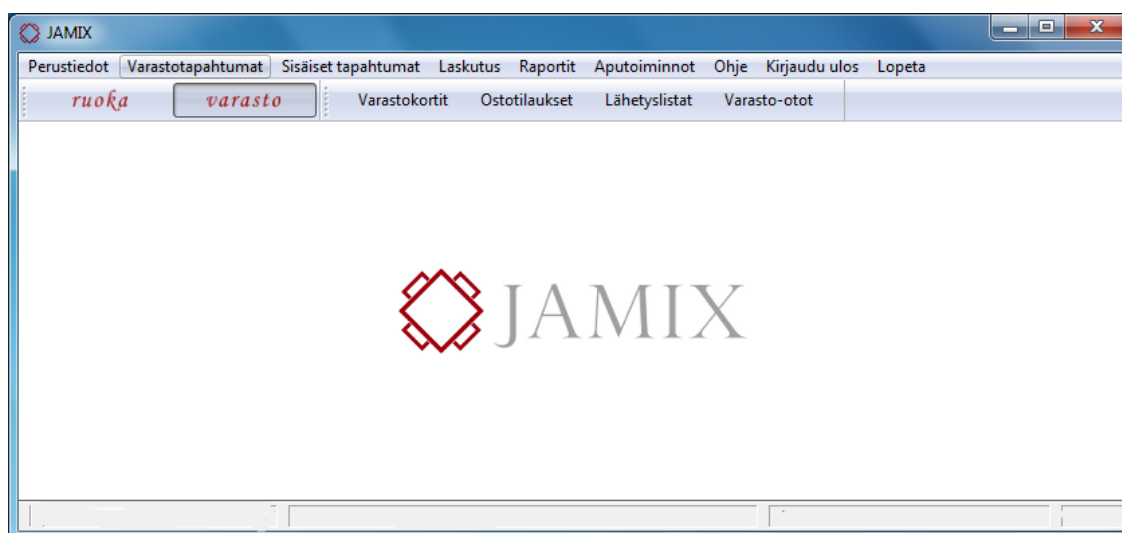 JAMIX
Perustiedot Varastotapahtumat Sisäiset tapahtumat Laskutus Raportit Aputoiminnot Ohje Kirjaudu ulos Lopeta
ruoka varasto Varastokortit Ostotilaukset Lähetyslistat Varasto-otot
JAMIX